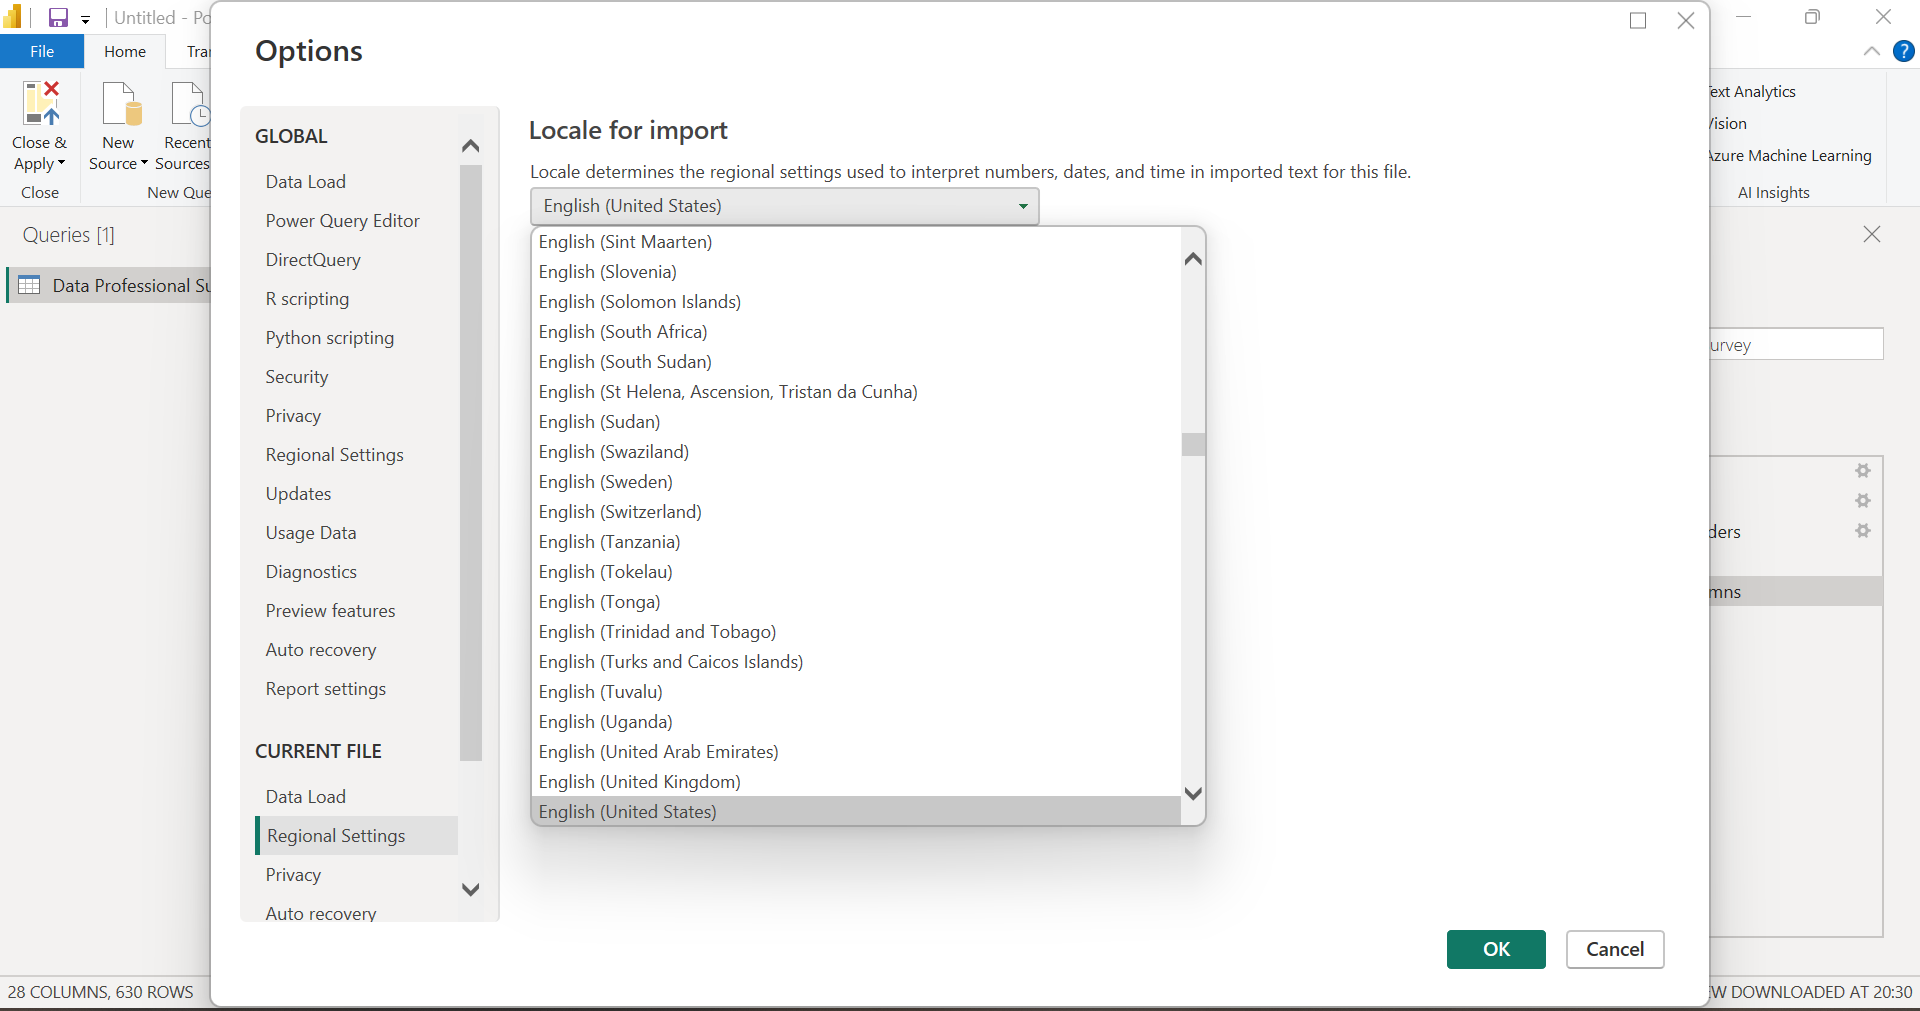 Untitled - Po
File
Home
Tra
Close &
Apply
New
Source
Recent
Sources
Close
New Que
Queries [1]
Data Professional Su
28 COLUMNS, 630 ROWS
Options
GLOBAL
Data Load
Power Query Editor
DirectQuery
R scripting
Python scripting
Security
Privacy
Regional Settings
Updates
Usage Data
Diagnostics
Preview features
Auto recovery
Report settings
CURRENT FILE
Data Load
Regional Settings
Privacy
Auto recovery
Locale for import
Locale determines the regional settings used to interpret numbers, dates, and time in imported text for this file.
English (United States)
English (Sint Maarten)
English (Slovenia)
English (Solomon Islands)
English (South Africa)
English (South Sudan)
English (St Helena, Ascension, Tristan da Cunha)
English (Sudan)
English (Swaziland)
English (Sweden)
English (Switzerland)
English (Tanzania)
English (Tokelau)
English (Tonga)
English (Trinidad and Tobago)
English (Turks and Caicos Islands)
English (Tuvalu)
English (Uganda)
English (United Arab Emirates)
English (United Kingdom)
English (United States)
OK
Cancel
?
ext Analytics
ision
Azure Machine Learning
AI Insights
urvey
ders
mns
W DOWNLOADED AT 20:30